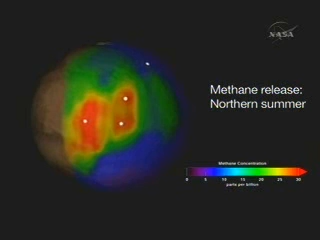 NASA
Methane release:
Northern summer
Methane Concentration
0 5 10 15 20 25 30
parts per billion